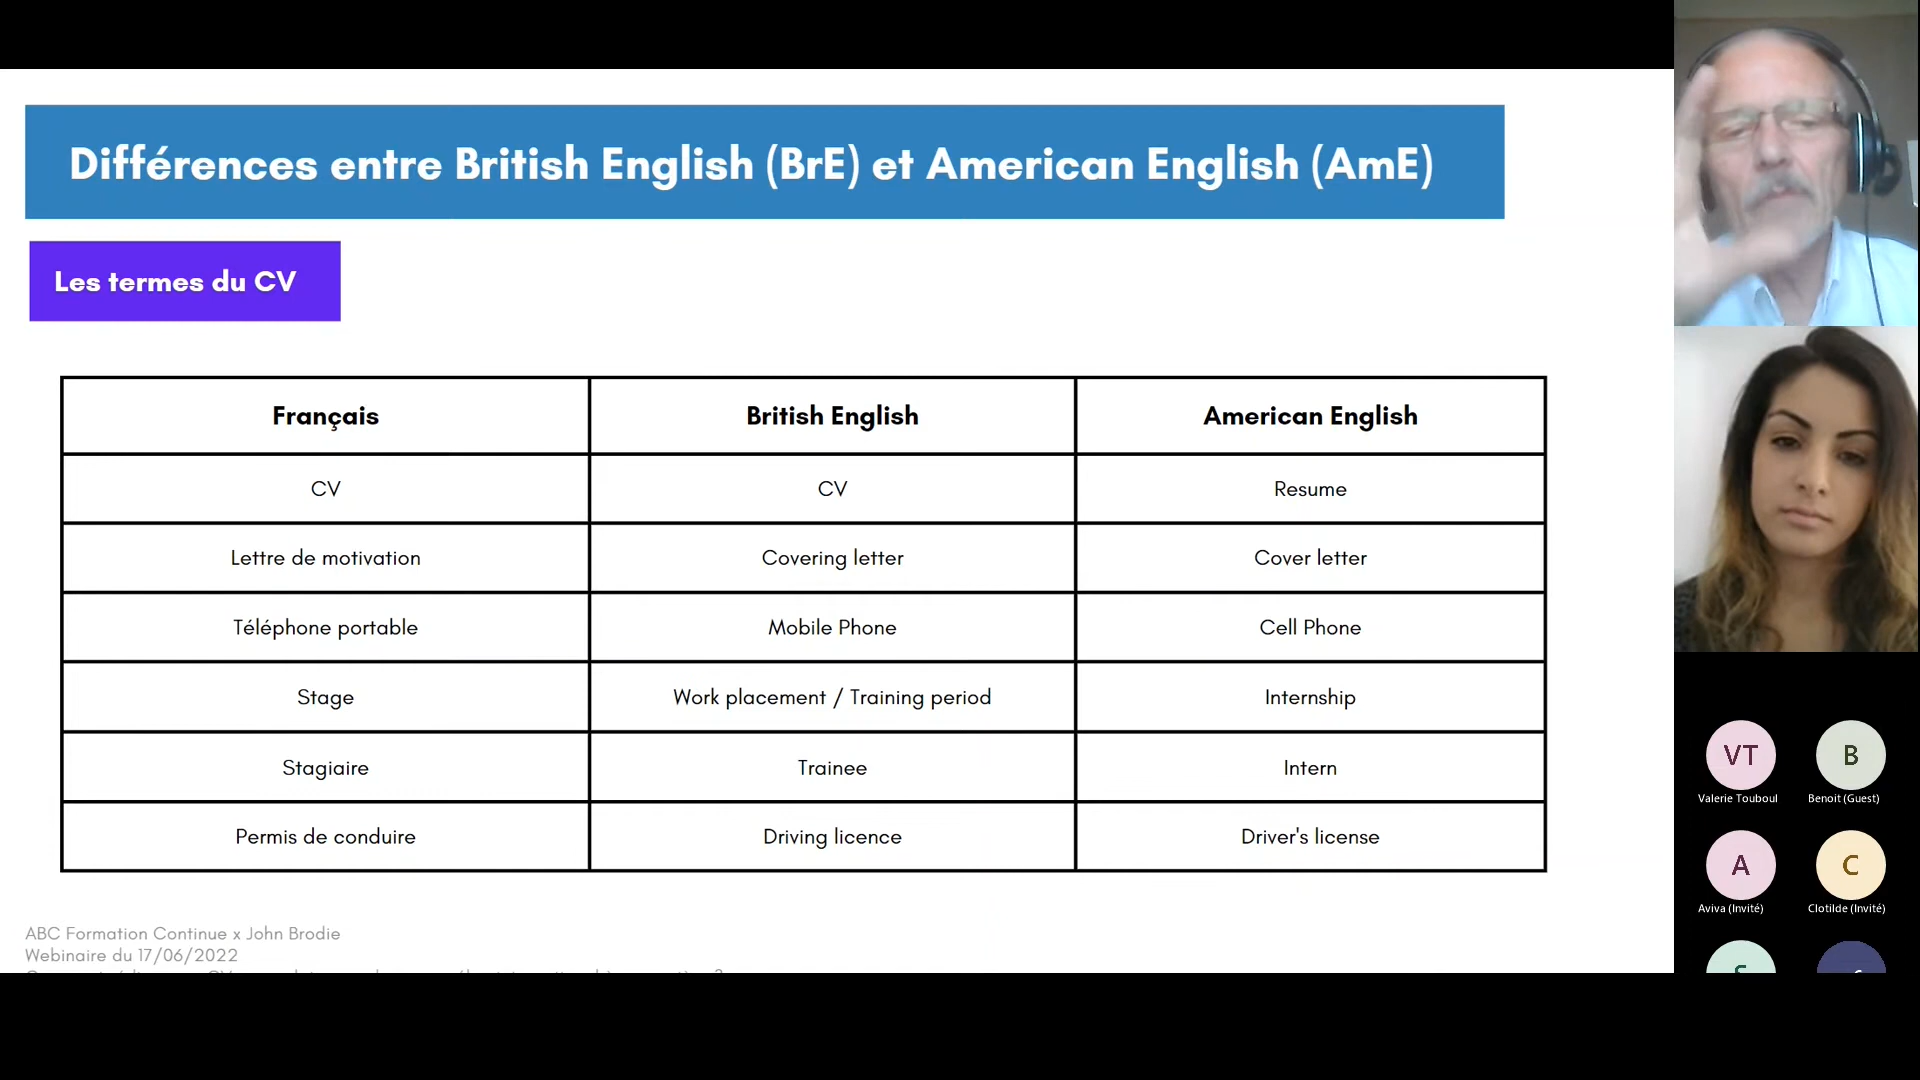 Différences entre British English (BrE) et American English (AmE)
Les termes du CV
Français British English American English
CV CV Resume
Lettre de motivation Covering letter Cover letter
Téléphone portable Mobile Phone Cell Phone
Stage Work placement / Training period Internship
Stagiaire Trainee Intern
Permis de conduire Driving licence Driver's license
ABC Formation Continue x John Brodie
Webinaire du 17/06/2022
VT B
Valerie Touboul Benoit (Guest)
A C
Aviva (Invité) Clotilde (Invité)